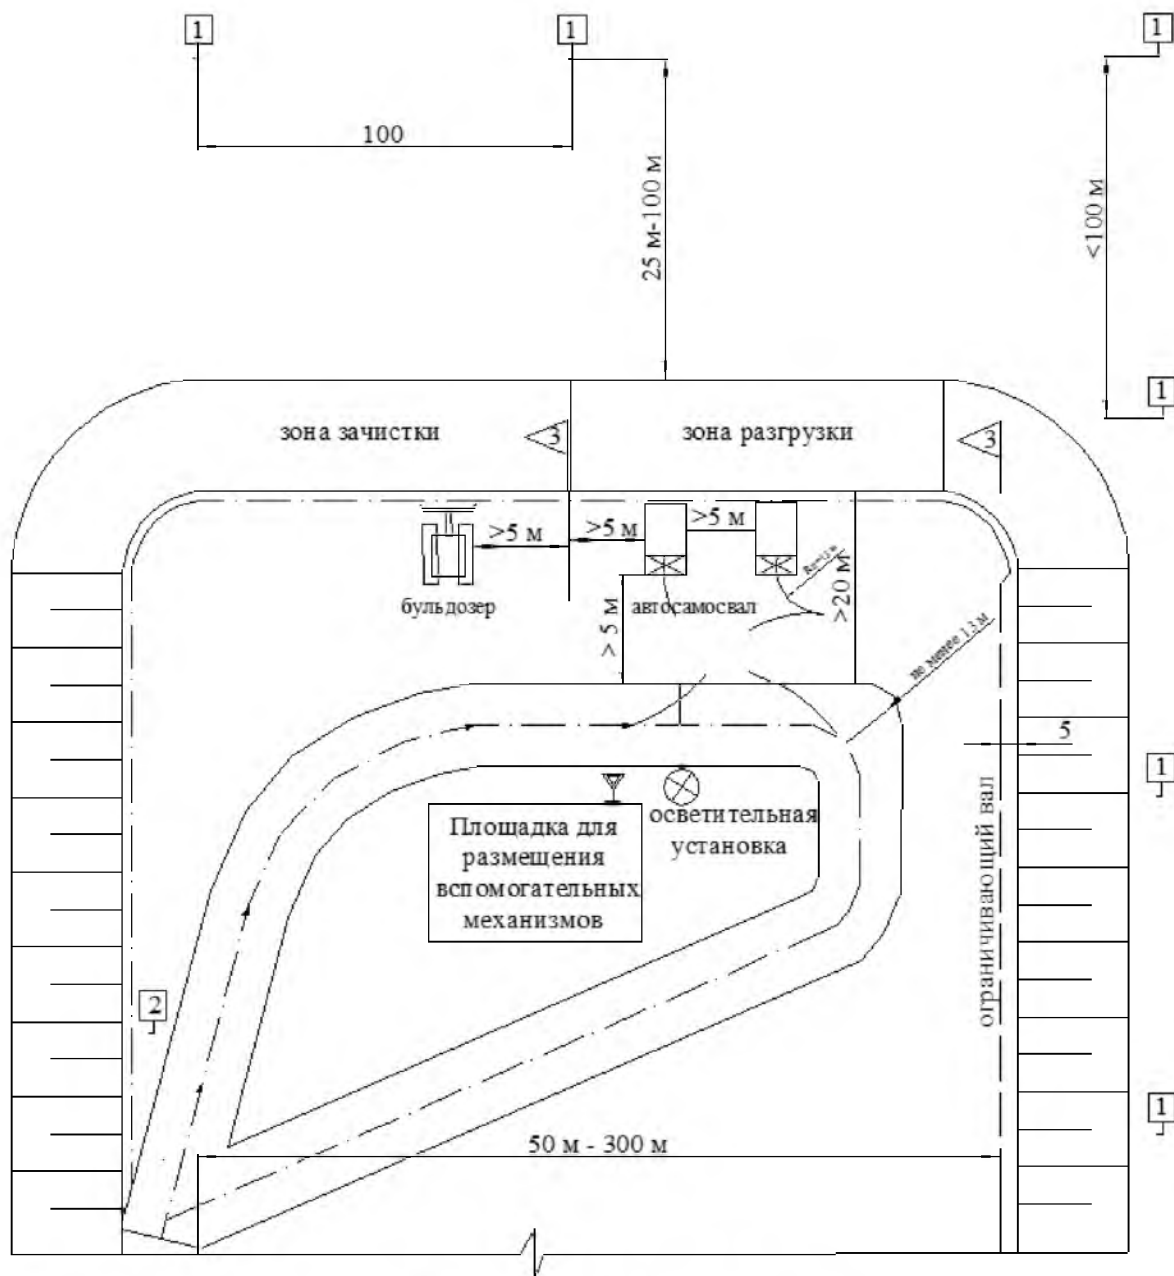 1
1
1
100
25 м-100 м
<100 м
1
зона зачистки
3
зона разгрузки
3
>5 м
>5 м
>5 м
бульдозер
автосамосвал
> 5 м
>20 м
не менее 13 м
5
1
ограничивающий вал
осветительная
установка
Площадка для
размещения
вспомогательных
механизмов
2
1
50 м - 300 м